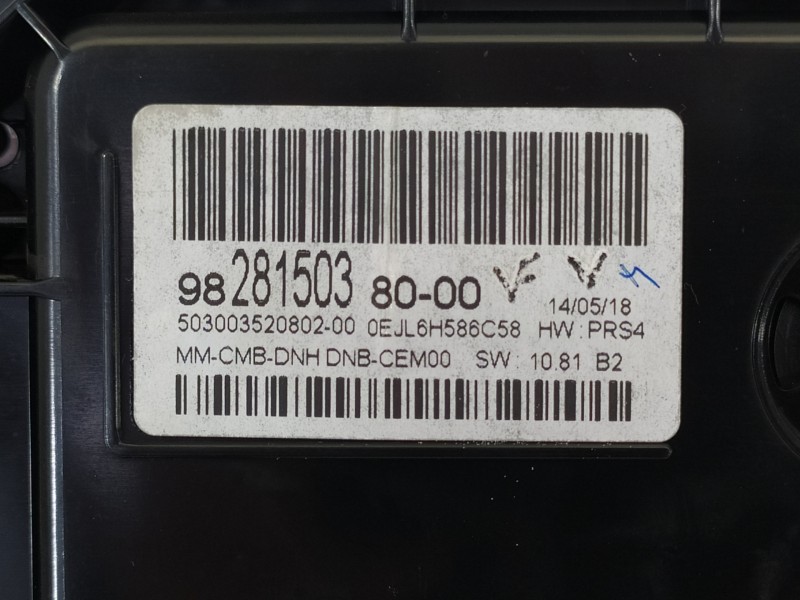 98 281503 80-00 14/05/18
503003520802-00 0EJL6H586C58 HW : PRS4
MM-CMB-DNH DNB-CEM00 SW : 10.81 B2